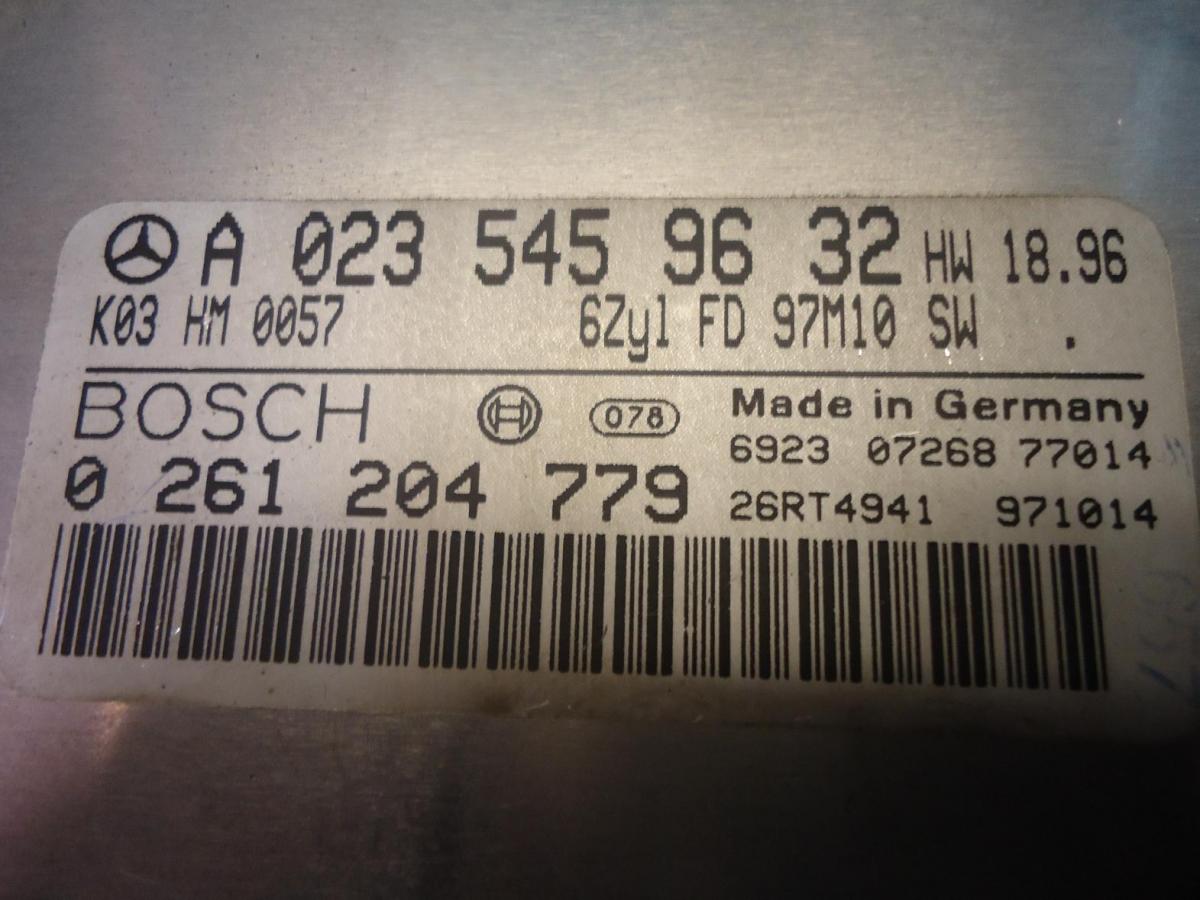 A 023 545 96 32 HW 18.96
K03 HM 0057 6Zyl FD 97M10 SW .
BOSCH 078 Made in Germany
6923 07268 77014
0 261 204 779
26RT4941 971014